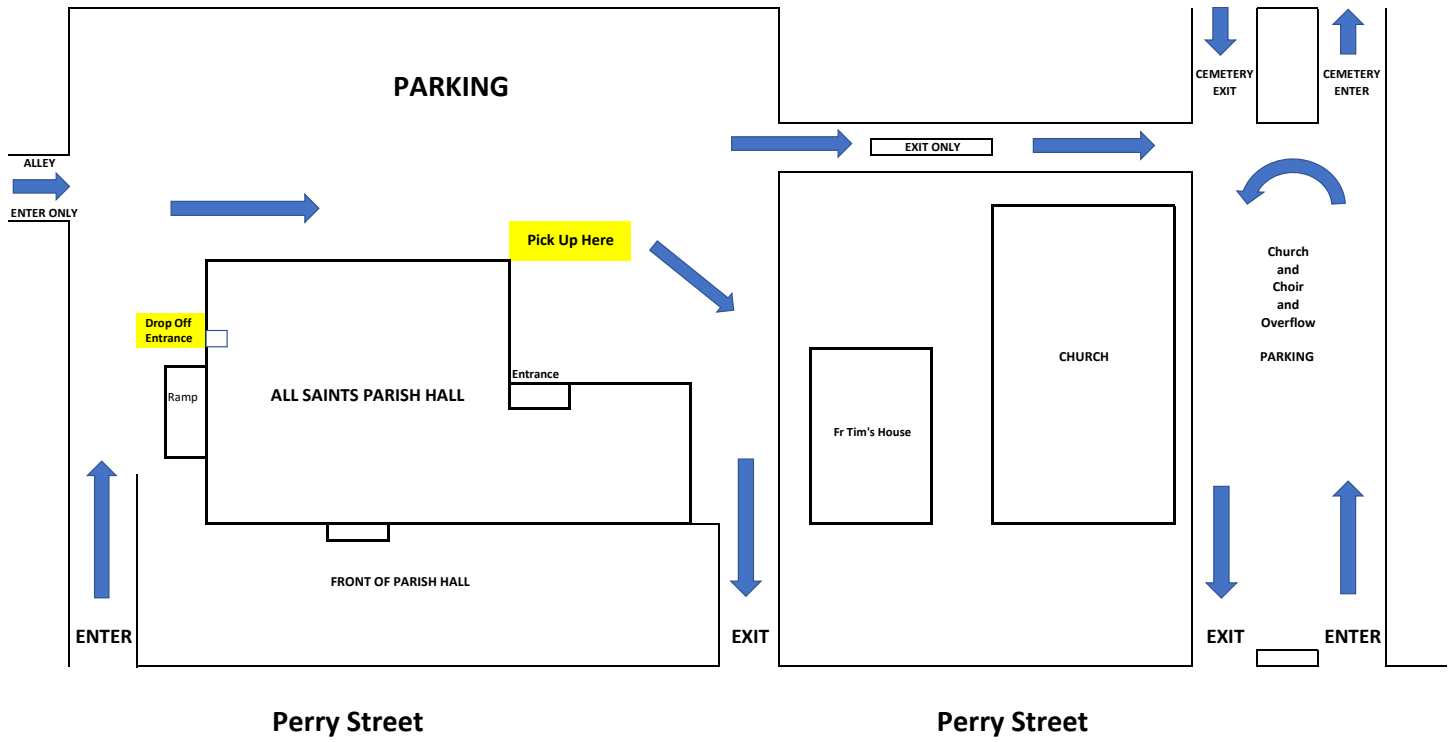 PARKING
CEMETERY
EXIT
CEMETERY
ENTER
EXIT ONLY
ALLEY
ENTER ONLY
Pick Up Here
Drop Off
Entrance
Ramp
ALL SAINTS PARISH HALL
Entrance
Fr Tim's House
CHURCH
Church
and
Choir
and
Overflow
PARKING
FRONT OF PARISH HALL
ENTER
EXIT
EXIT
ENTER
Perry Street
Perry Street